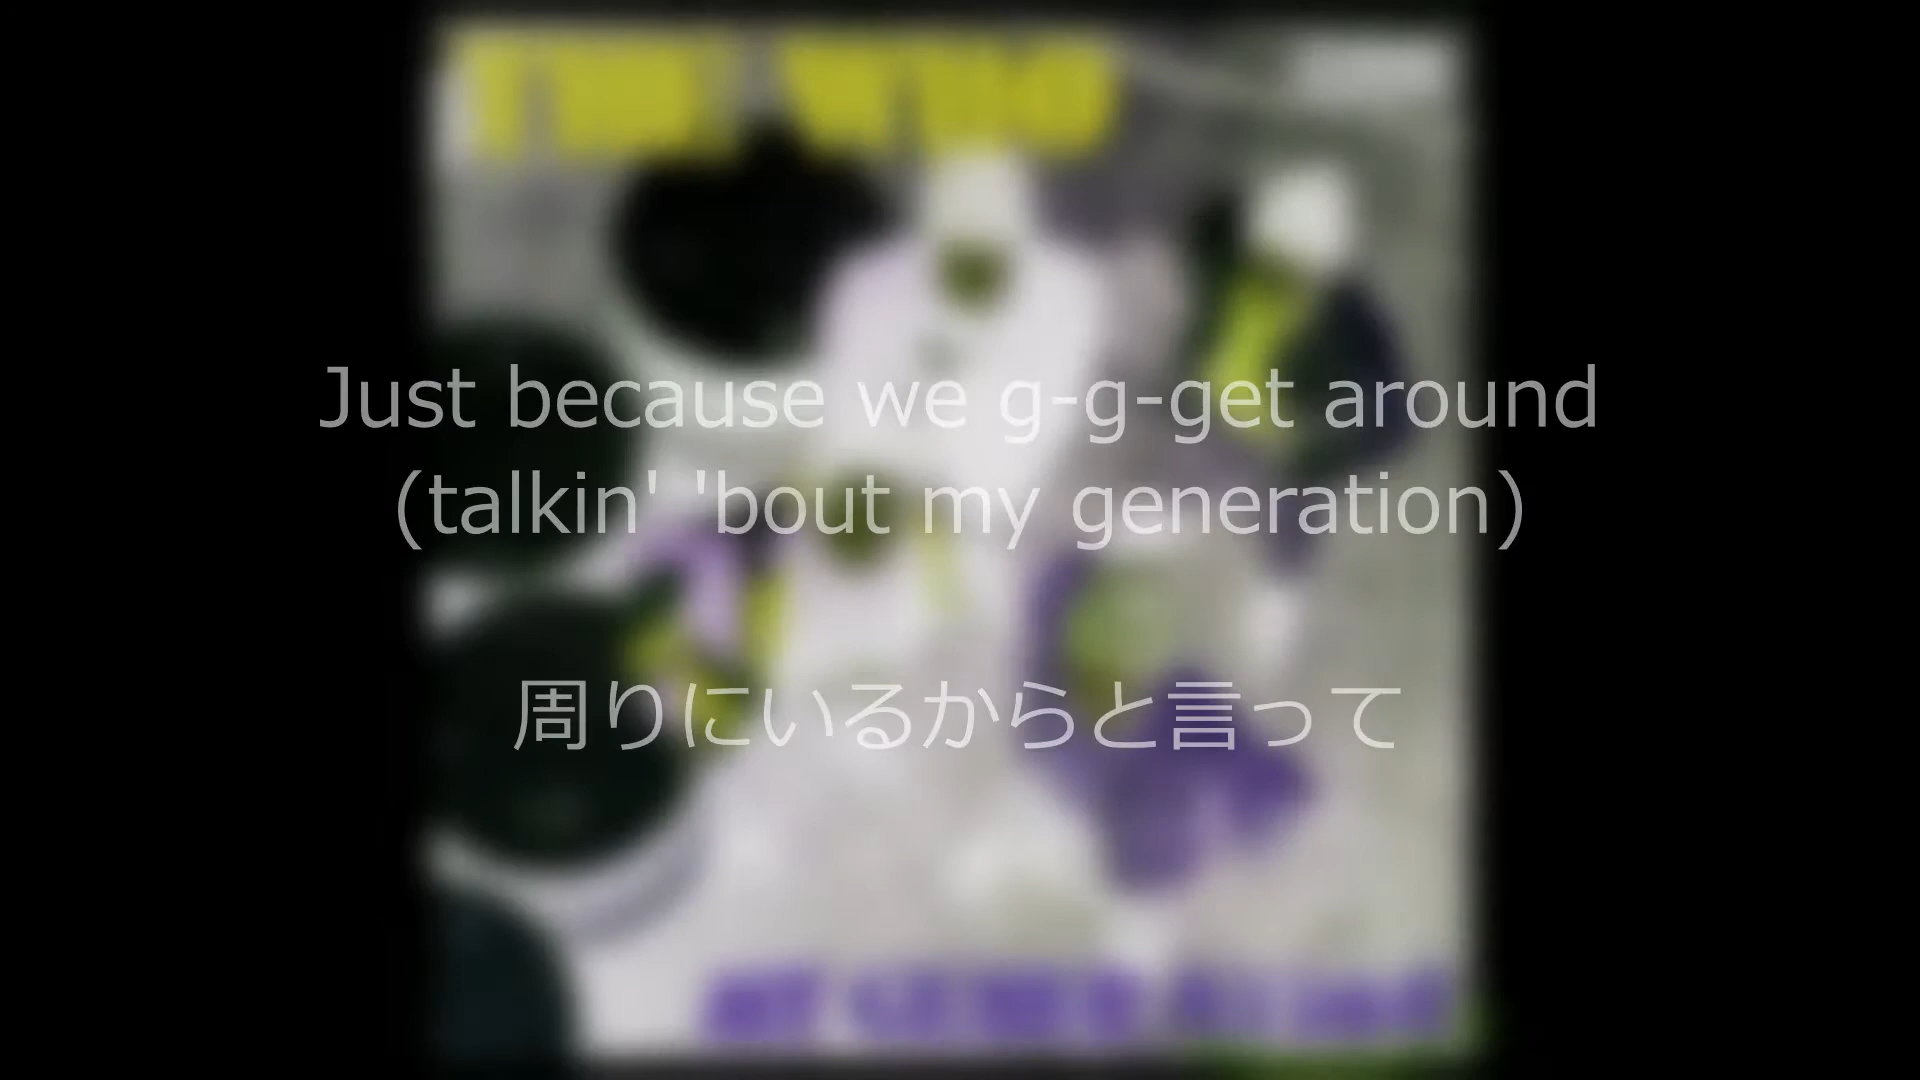 Just because we g-g-get around
(talkin' 'bout my generation)
周りにいるからと言って